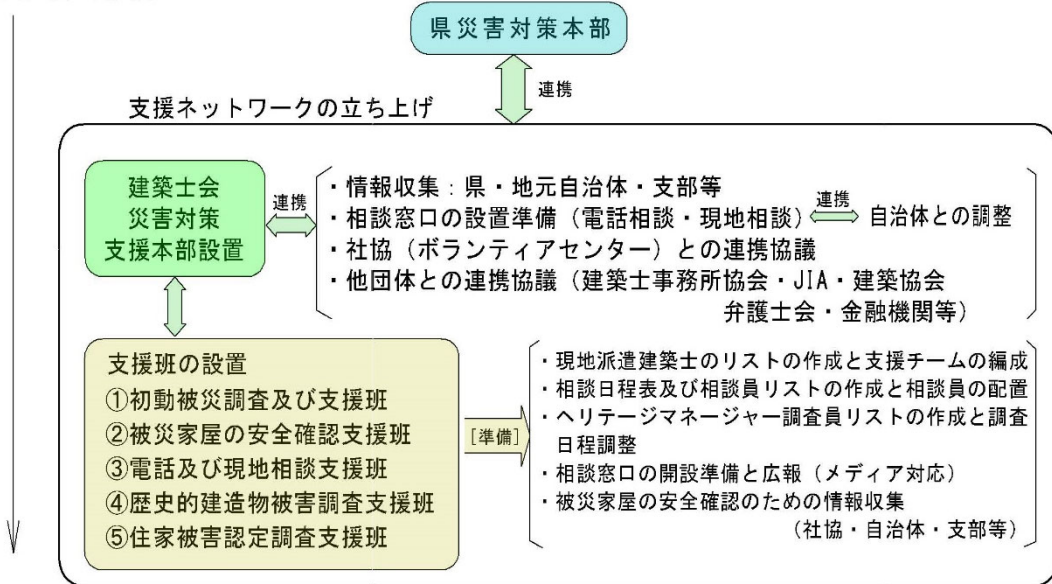 県災害対策本部
連携
支援ネットワークの立ち上げ
建築士会
災害対策
支援本部設置
連携
・情報収集：県・地元自治体・支部等
・相談窓口の設置準備（電話相談・現地相談）
連携
自治体との調整
・社協（ボランティアセンター）との連携協議
・他団体との連携協議（建築士事務所協会・JIA・建築協会
弁護士会・金融機関等）
支援班の設置
①初動被災調査及び支援班
②被災家屋の安全確認支援班
③電話及び現地相談支援班
④歴史的建造物被害調査支援班
⑤住家被害認定調査支援班
[準備]
・現地派遣建築士のリストの作成と支援チームの編成
・相談日程表及び相談員リストの作成と相談員の配置
・ヘリテージマネージャー調査員リストの作成と調査
日程調整
・相談窓口の開設準備と広報（メディア対応）
・被災家屋の安全確認のための情報収集
（社協・自治体・支部等）